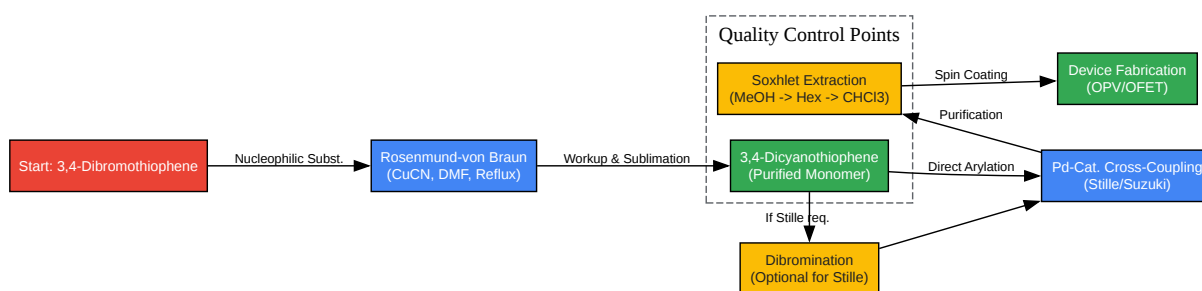 Quality Control Points
Soxhlet Extraction
(MeOH -> Hex -> CHCl3)
Spin Coating
Device Fabrication
(OPV/OFET)
Purification
Start: 3,4-Dibromothiophene
Nucleophilic Subst.
Rosenmund-von Braun
(CuCN, DMF, Reflux)
Workup & Sublimation
3,4-Dicyanothiophene
(Purified Monomer)
Direct Arylation
Pd-Cat. Cross-Coupling
(Stille/Suzuki)
If Stille req.
Dibromination
(Optional for Stille)